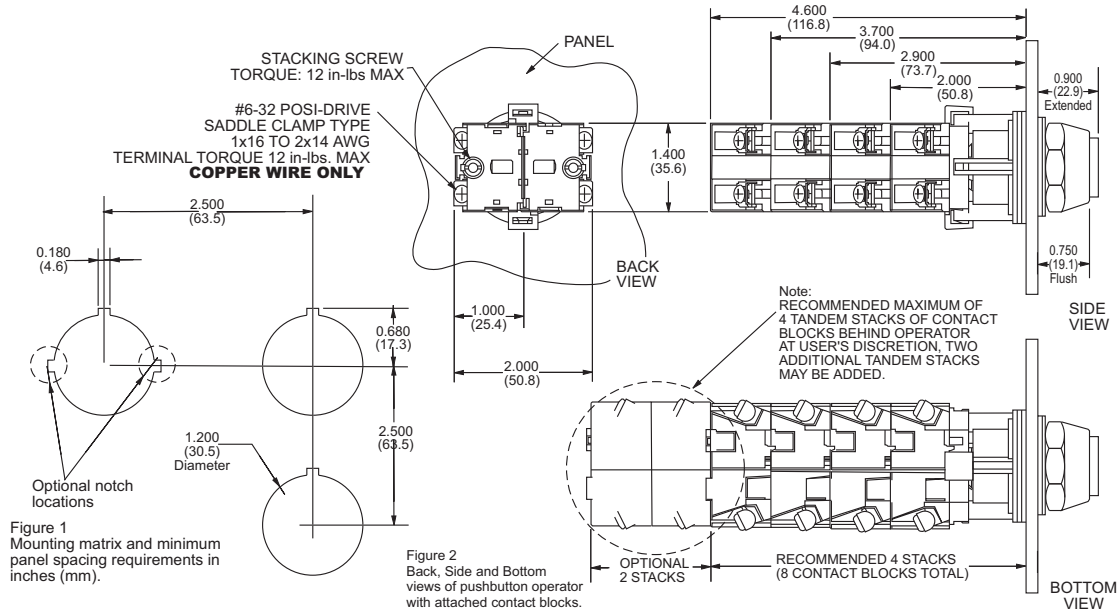 4.600
(116.8)
3.700
(94.0)
2.900
(73.7)
2.000
(50.8)
0.900
(22.9)
Extended
PANEL
STACKING SCREW
TORQUE: 12 in-lbs MAX
#6-32 POSI-DRIVE
SADDLE CLAMP TYPE
1x16 TO 2x14 AWG
TERMINAL TORQUE 12 in-lbs. MAX
COPPER WIRE ONLY
1.400
(35.6)
2.500
(63.5)
0.180
(4.6)
BACK
VIEW
0.750
(19.1)
Flush
SIDE
VIEW
1.000
(25.4)
2.000
(50.8)
0.680
(17.3)
Note:
RECOMMENDED MAXIMUM OF
4 TANDEM STACKS OF CONTACT
BLOCKS BEHIND OPERATOR
AT USER'S DISCRETION, TWO
ADDITIONAL TANDEM STACKS
MAY BE ADDED.
2.500
(63.5)
1.200
(30.5)
Diameter
Optional notch
locations
Figure 1
Mounting matrix and minimum
panel spacing requirements in
inches (mm).
Figure 2
Back, Side and Bottom
views of pushbutton operator
with attached contact blocks.
OPTIONAL
2 STACKS
RECOMMENDED 4 STACKS
(8 CONTACT BLOCKS TOTAL)
BOTTOM
VIEW